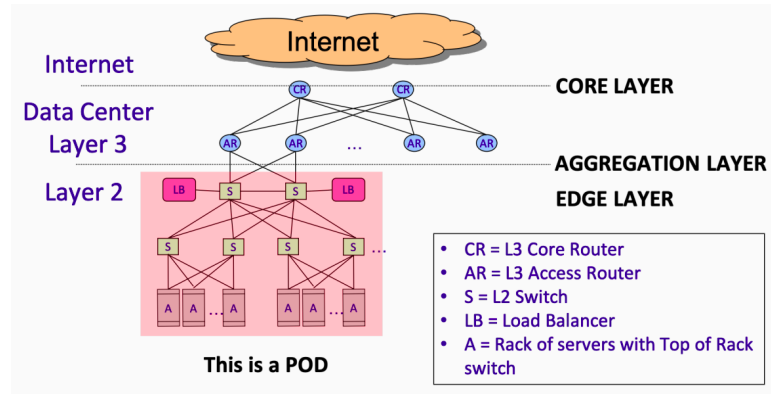 Internet
Internet
CORE LAYER
CR CR
Data Center
Layer 3
AR AR ... AR AR
AGGREGATION LAYER
Layer 2
LB S S LB
EDGE LAYER
S S S S ...
A A ... A A A ... A
This is a POD
• CR = L3 Core Router
• AR = L3 Access Router
• S = L2 Switch
• LB = Load Balancer
• A = Rack of servers with Top of Rack
switch